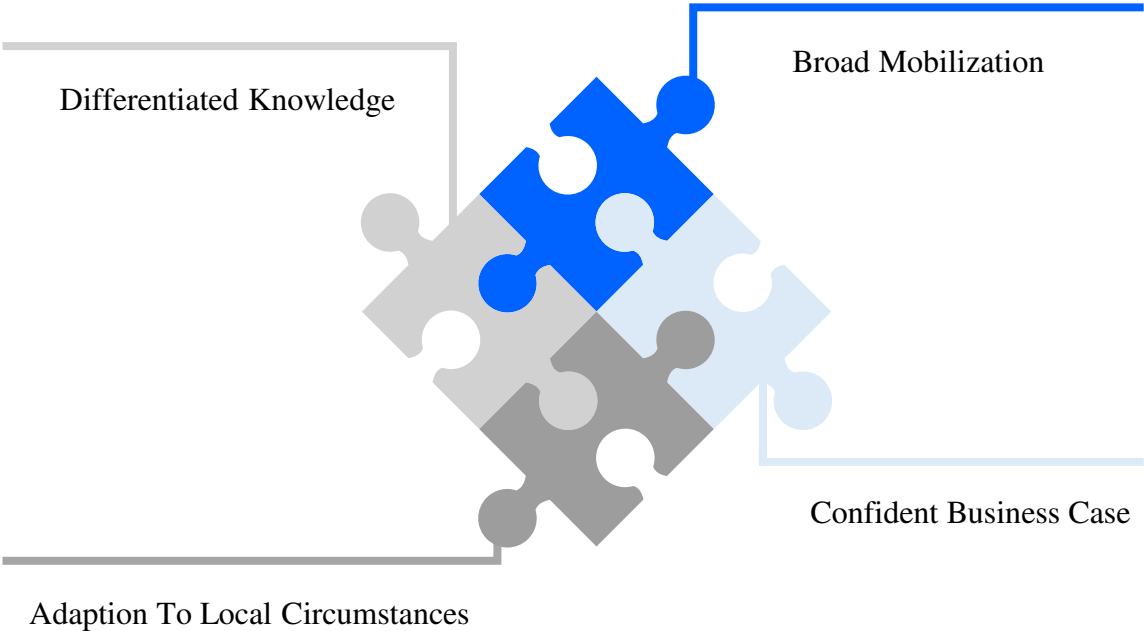 Broad Mobilization
Differentiated Knowledge
Confident Business Case
Adaption To Local Circumstances